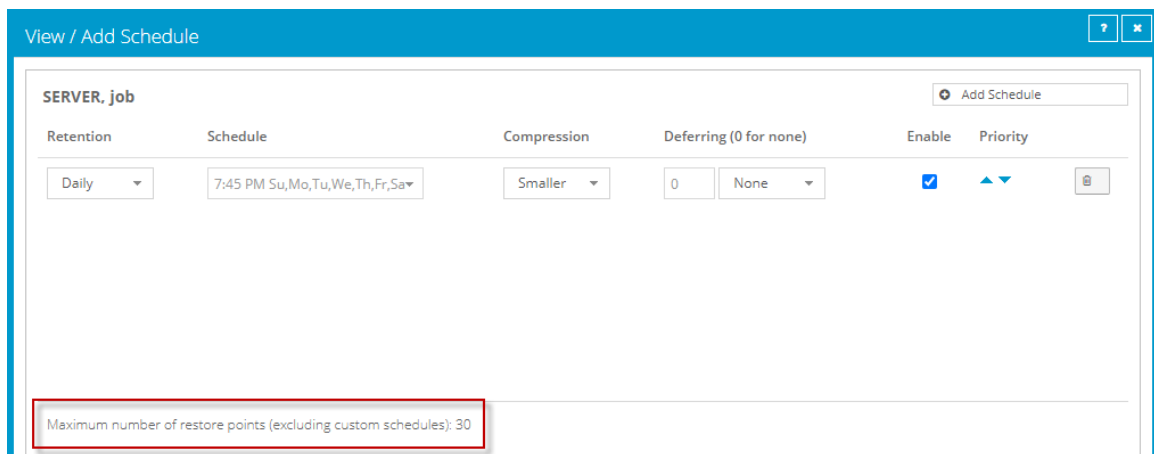 View / Add Schedule
?
SERVER, job
Add Schedule
Retention Schedule Compression Deferring (0 for none) Enable Priority
Daily 7:45 PM Su,Mo,Tu,We,Th,Fr,Sa Smaller 0 None
Maximum number of restore points (excluding custom schedules): 30